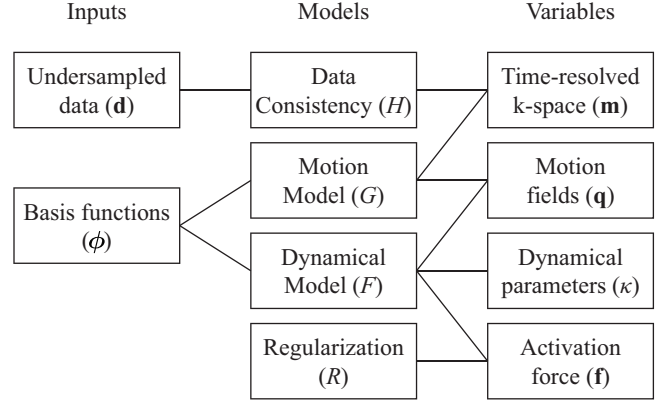 Inputs
Models
Variables
Undersampled
data (d)
Data
Consistency (H)
Time-resolved
k-space (m)
Basis functions
(ϕ)
Motion
Model (G)
Motion
fields (q)
Dynamical
Model (F)
Dynamical
parameters (κ)
Regularization
(R)
Activation
force (f)